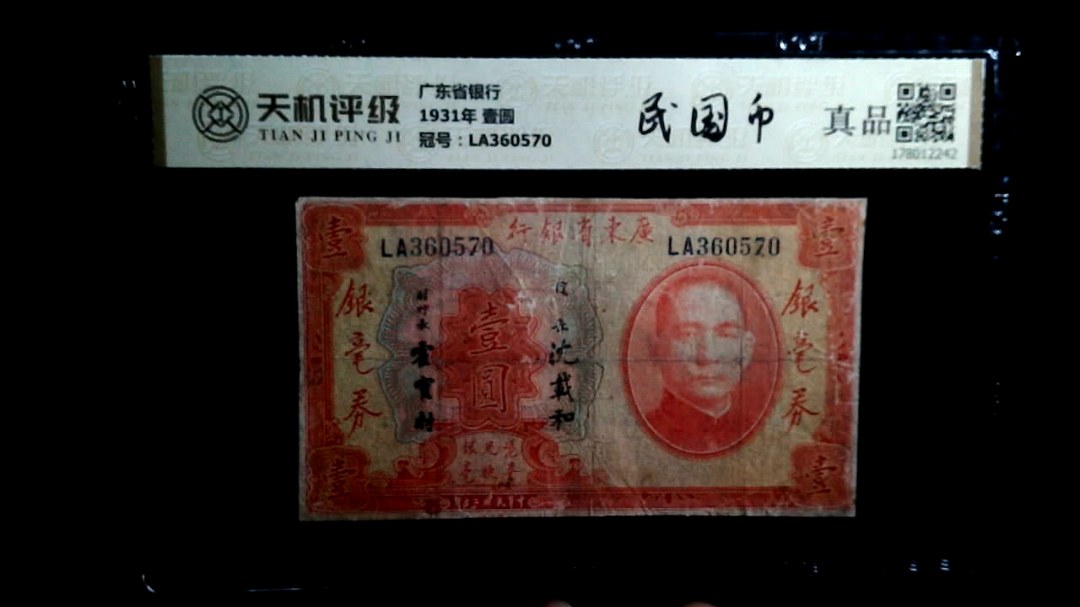 天机评级
TIAN JI PING JI
广东省银行
1931年 壹圆
冠号：LA360570
民国币
真品
178012242
壹
行銀省東廣
壹
LA360570
LA360570
銀毫券
壹圓
沈載和
銀毫券
壹
壹